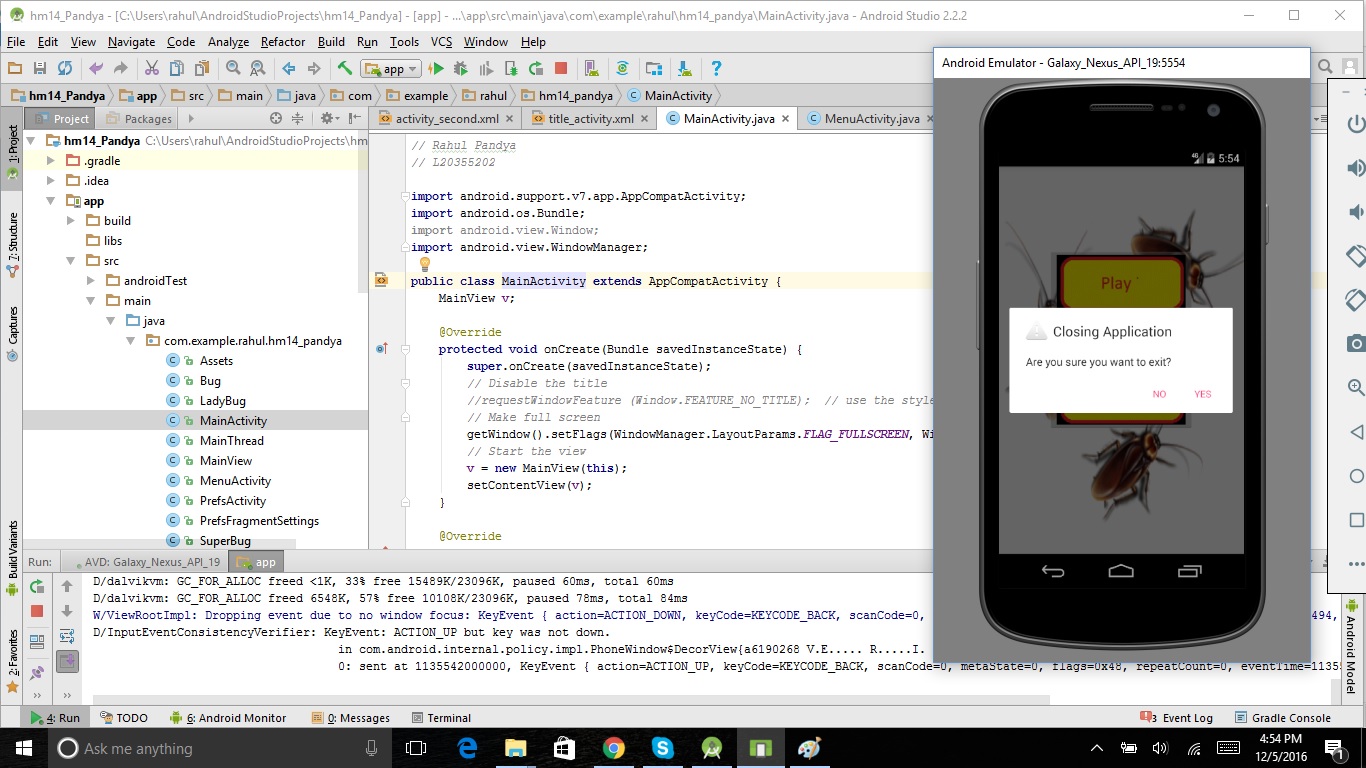 hm14_Pandya - [C:\Users\rahul\AndroidStudioProjects\hm14_Pandya] - [app] - ...\app\src\main\java\com\example\rahul\hm14_pandya\MainActivity.java - Android Studio 2.2.2
File Edit View Navigate Code Analyze Refactor Build Run Tools VCS Window Help
app
hm14_Pandya app src main java com example rahul hm14_pandya MainActivity
Project Packages
activity_second.xml title_activity.xml MainActivity.java MenuActivity.java
1: Project
7: Structure
Captures
Build Variants
2: Favorites
hm14_Pandya C:\Users\rahul\AndroidStudioProjects\hm
.gradle
.idea
app
build
libs
src
androidTest
main
java
com.example.rahul.hm14_pandya
Assets
Bug
LadyBug
MainActivity
MainThread
MainView
MenuActivity
PrefsActivity
PrefsFragmentSettings
SuperBug
// Rahul Pandya
// L20355202
import android.support.v7.app.AppCompatActivity;
import android.os.Bundle;
import android.view.Window;
import android.view.WindowManager;
public class MainActivity extends AppCompatActivity {
MainView v;
@Override
protected void onCreate(Bundle savedInstanceState) {
super.onCreate(savedInstanceState);
// Disable the title
//requestWindowFeature (Window.FEATURE_NO_TITLE); // use the style
// Make full screen
getWindow().setFlags(WindowManager.LayoutParams.FLAG_FULLSCREEN, Wi
// Start the view
v = new MainView(this);
setContentView(v);
}
@Override
Android Emulator - Galaxy_Nexus_API_19:5554
4G 5:54
Play
Closing Application
Are you sure you want to exit?
NO YES
Run: AVD: Galaxy_Nexus_API_19 app
D/dalvikvm: GC_FOR_ALLOC freed <1K, 33% free 15489K/23096K, paused 60ms, total 60ms
D/dalvikvm: GC_FOR_ALLOC freed 6548K, 57% free 10108K/23096K, paused 78ms, total 84ms
W/ViewRootImpl: Dropping event due to no window focus: KeyEvent { action=ACTION_DOWN, keyCode=KEYCODE_BACK, scanCode=0, 494,
D/InputEventConsistencyVerifier: KeyEvent: ACTION_UP but key was not down.
in com.android.internal.policy.impl.PhoneWindow$DecorView{a6190268 V.E..... R.....I.
0: sent at 1135542000000, KeyEvent { action=ACTION_UP, keyCode=KEYCODE_BACK, scanCode=0, metaState=0, flags=0x48, repeatCount=0, eventTime=11355
Android Model
4: Run TODO 6: Android Monitor 0: Messages Terminal 3 Event Log Gradle Console
Ask me anything
4:54 PM
12/5/2016
1